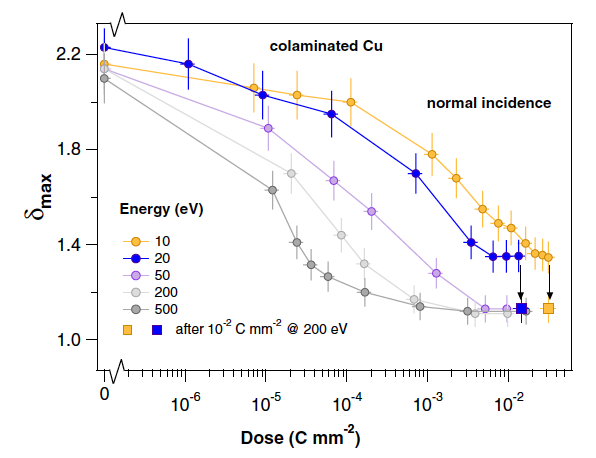 colaminated Cu
normal incidence
δmax
2.2
1.8
1.4
1.0
Energy (eV)
10
20
50
200
500
after 10⁻² C mm⁻² @ 200 eV
0 10⁻⁶ 10⁻⁵ 10⁻⁴ 10⁻³ 10⁻²
Dose (C mm⁻²)